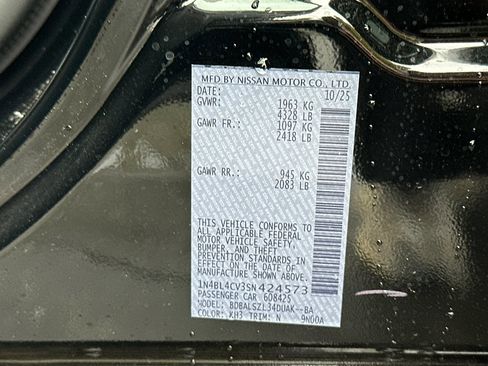 MFD BY NISSAN MOTOR CO., LTD.
DATE: 10/25
GVWR: 1963 KG
4328 LB
GAWR FR.: 1097 KG
2418 LB
GAWR RR.: 945 KG
2083 LB
THIS VEHICLE CONFORMS TO
ALL APPLICABLE FEDERAL
MOTOR VEHICLE SAFETY,
BUMPER, AND THEFT
PREVENTION STANDARDS IN
EFFECT ON THE DATE OF
MANUFACTURE SHOWN ABOVE.
1N4BL4CV3SN424573
PASSENGER CAR 608425
MODEL: BDBALSZL34DUAK--BA
COLOR: KH3 TRIM: N 9N00A